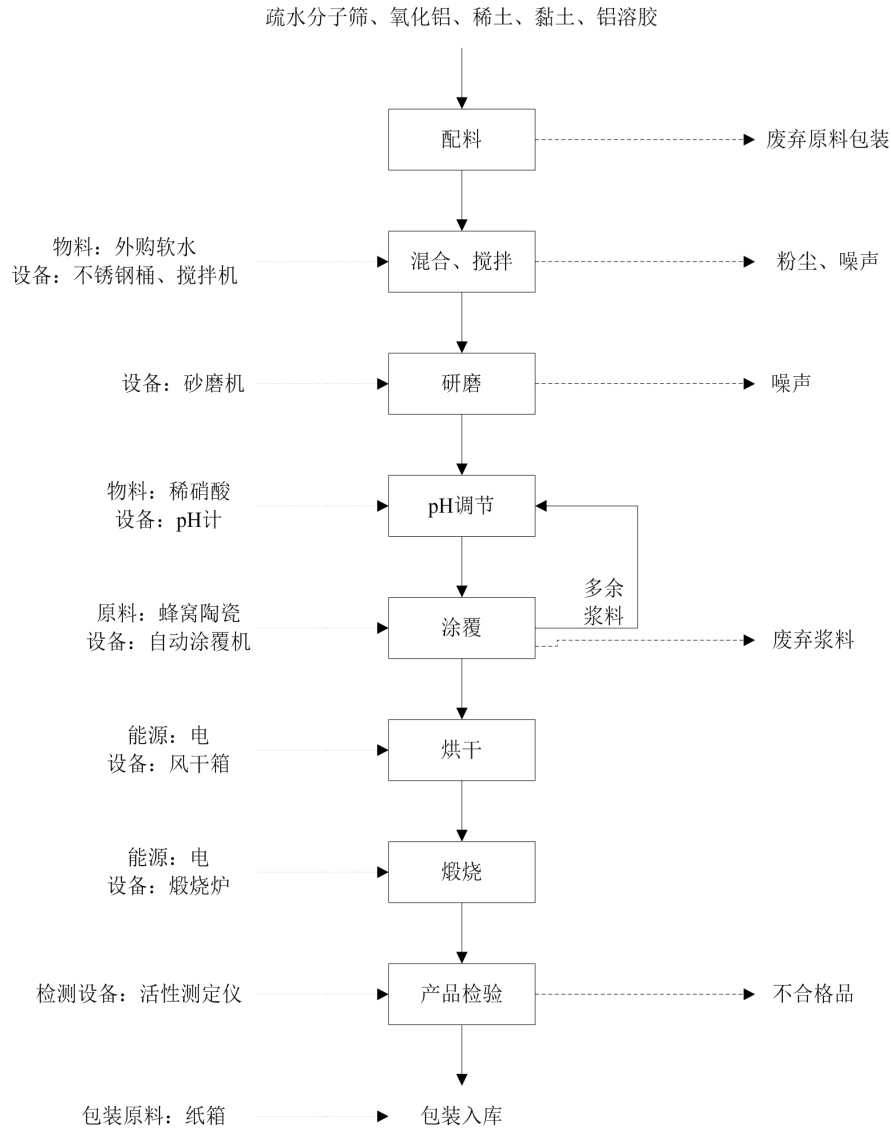 疏水分子筛、氧化铝、稀土、黏土、铝溶胶
配料
废弃原料包装
物料：外购软水
设备：不锈钢桶、搅拌机
混合、搅拌
粉尘、噪声
设备：砂磨机
研磨
噪声
物料：稀硝酸
设备：pH计
pH调节
多余
浆料
原料：蜂窝陶瓷
设备：自动涂覆机
涂覆
废弃浆料
能源：电
设备：风干箱
烘干
能源：电
设备：煅烧炉
煅烧
检测设备：活性测定仪
产品检验
不合格品
包装原料：纸箱
包装入库